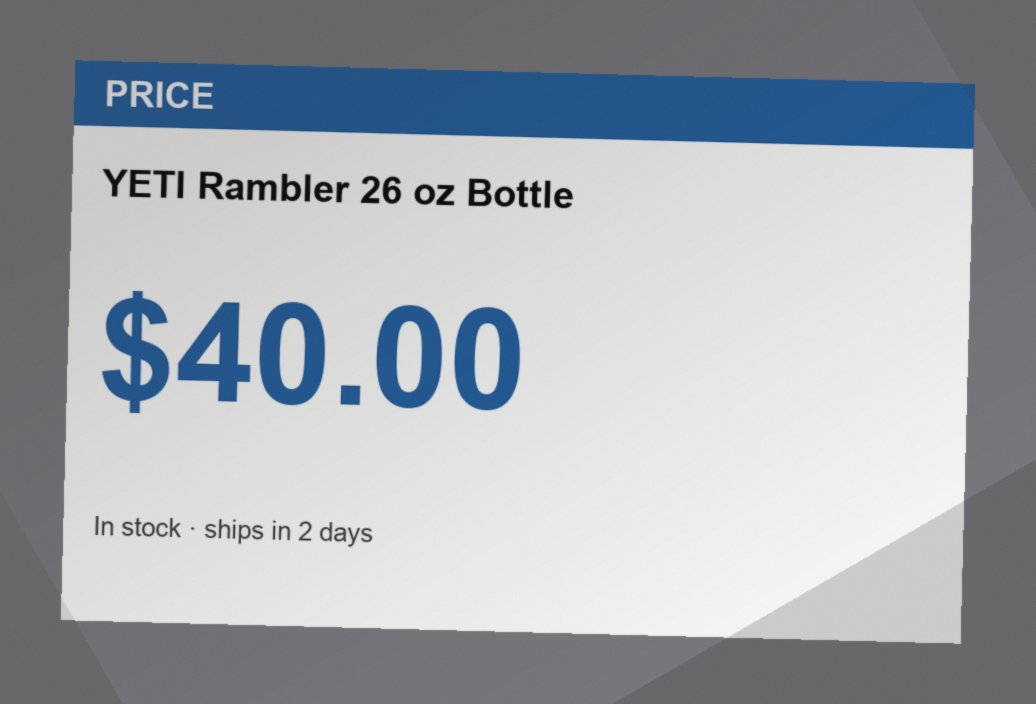 PRICE
YETI Rambler 26 oz Bottle
$40.00
In stock · ships in 2 days